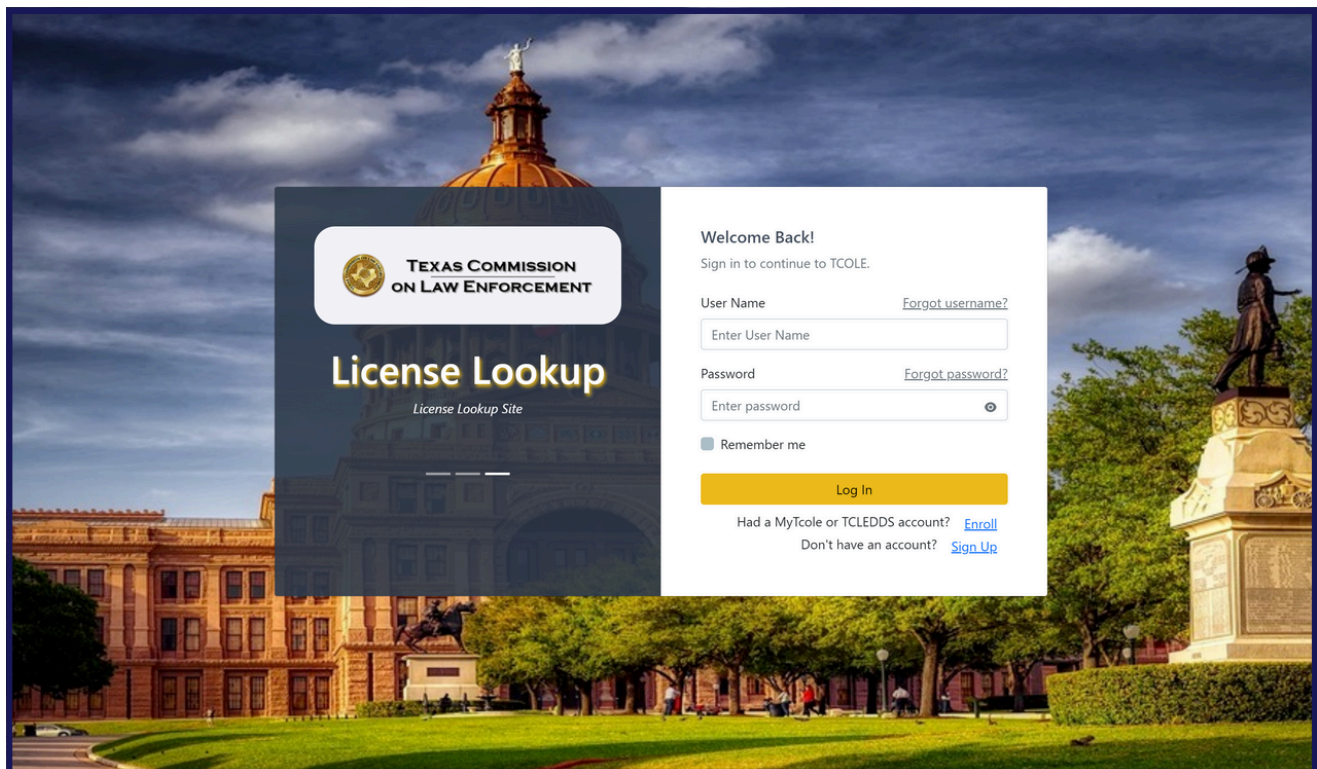 TEXAS COMMISSION
ON LAW ENFORCEMENT
License Lookup
License Lookup Site
Welcome Back!
Sign in to continue to TCOLE.
User Name
Forgot username?
Enter User Name
Password
Forgot password?
Enter password
Remember me
Log In
Had a MyTcole or TCLEDDS account? Enroll
Don't have an account? Sign Up